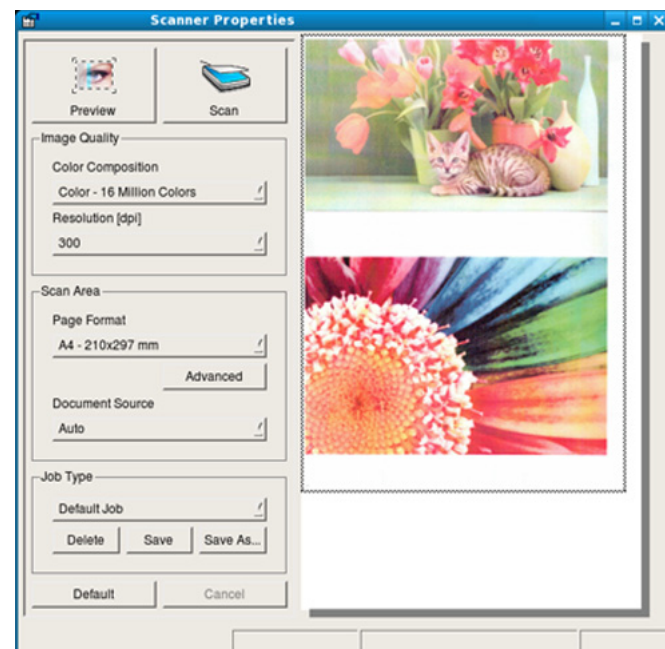 Scanner Properties
Preview
Scan
Image Quality
Color Composition
Color - 16 Million Colors
Resolution [dpi]
300
Scan Area
Page Format
A4 - 210x297 mm
Advanced
Document Source
Auto
Job Type
Default Job
Delete
Save
Save As...
Default
Cancel